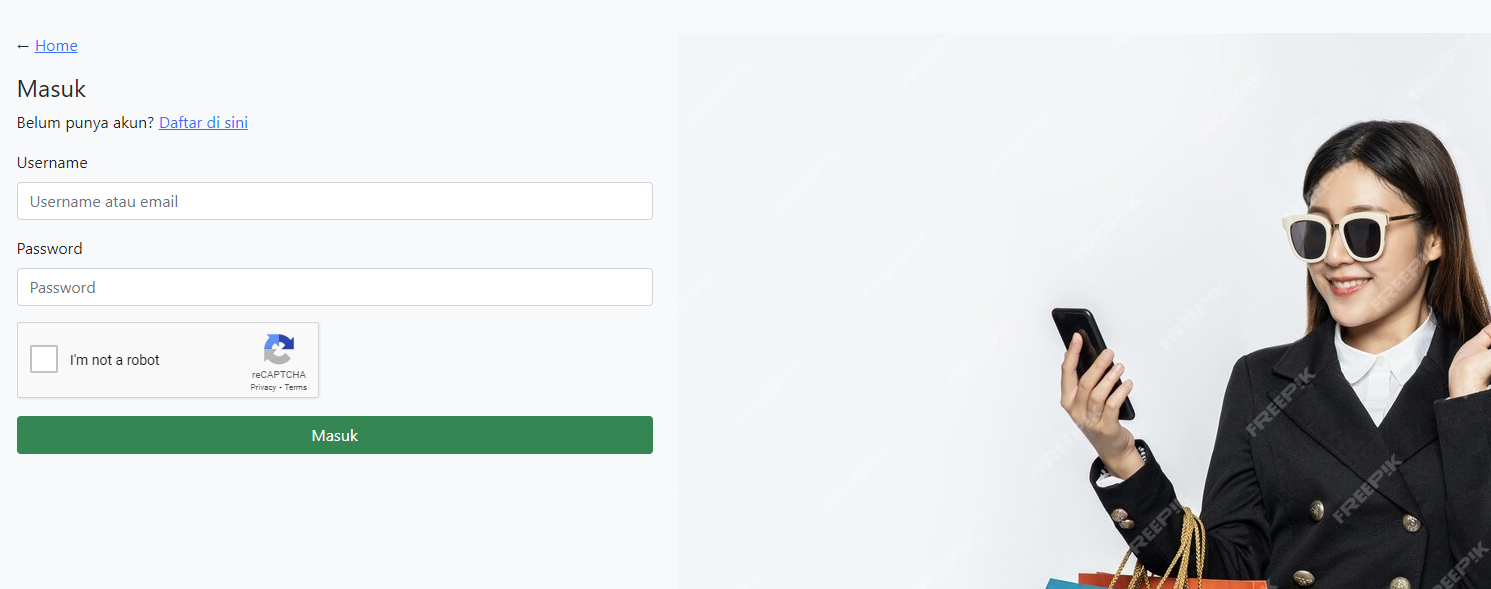 ← Home
Masuk
Belum punya akun? Daftar di sini
Username
Username atau email
Password
Password
I'm not a robot
reCAPTCHA
Privacy - Terms
Masuk
FREEPIK
FREEPIK
FREEPIK
FREEPIK
FREEPIK